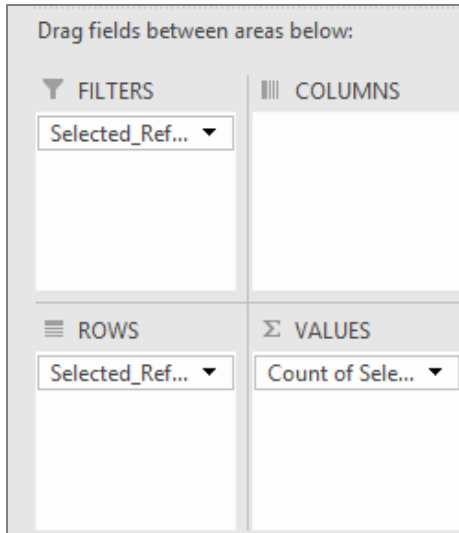 Drag fields between areas below:
FILTERS
COLUMNS
Selected_Ref...
ROWS
Σ VALUES
Selected_Ref...
Count of Sele...